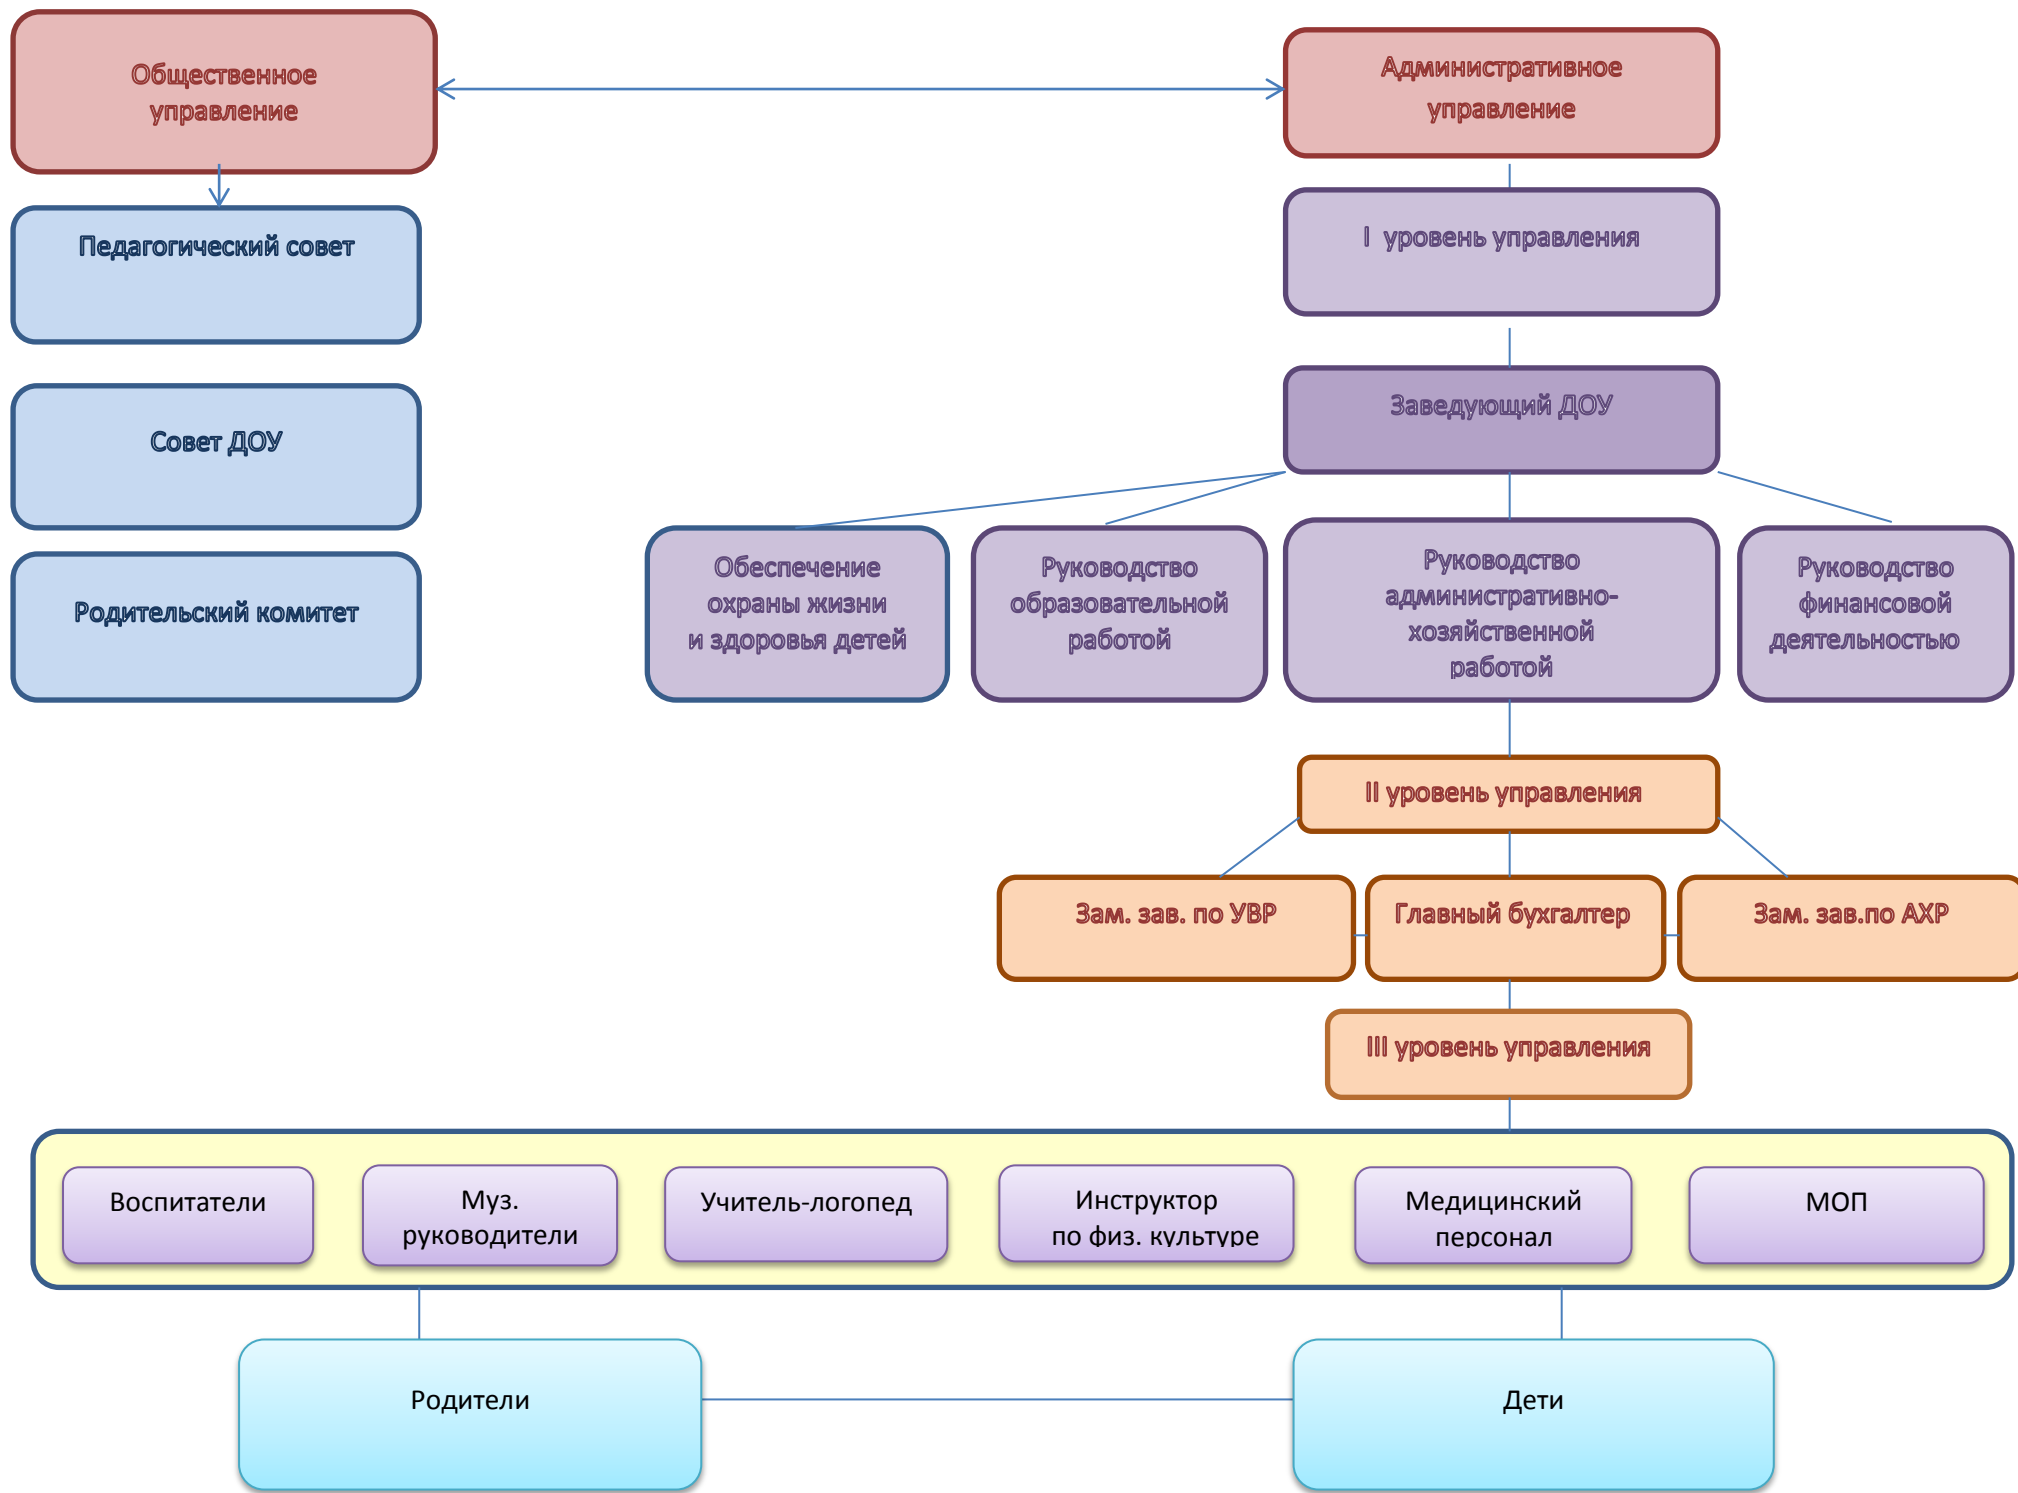 Общественное
управление
Административное
управление
Педагогический совет
I уровень управления
Совет ДОУ
Заведующий ДОУ
Родительский комитет
Обеспечение
охраны жизни
и здоровья детей
Руководство
образовательной
работой
Руководство
административно-
хозяйственной
работой
Руководство
финансовой
деятельностью
II уровень управления
Зам. зав. по УВР
Главный бухгалтер
Зам. зав.по АХР
III уровень управления
Воспитатели
Муз.
руководители
Учитель-логопед
Инструктор
по физ. культуре
Медицинский
персонал
МОП
Родители
Дети